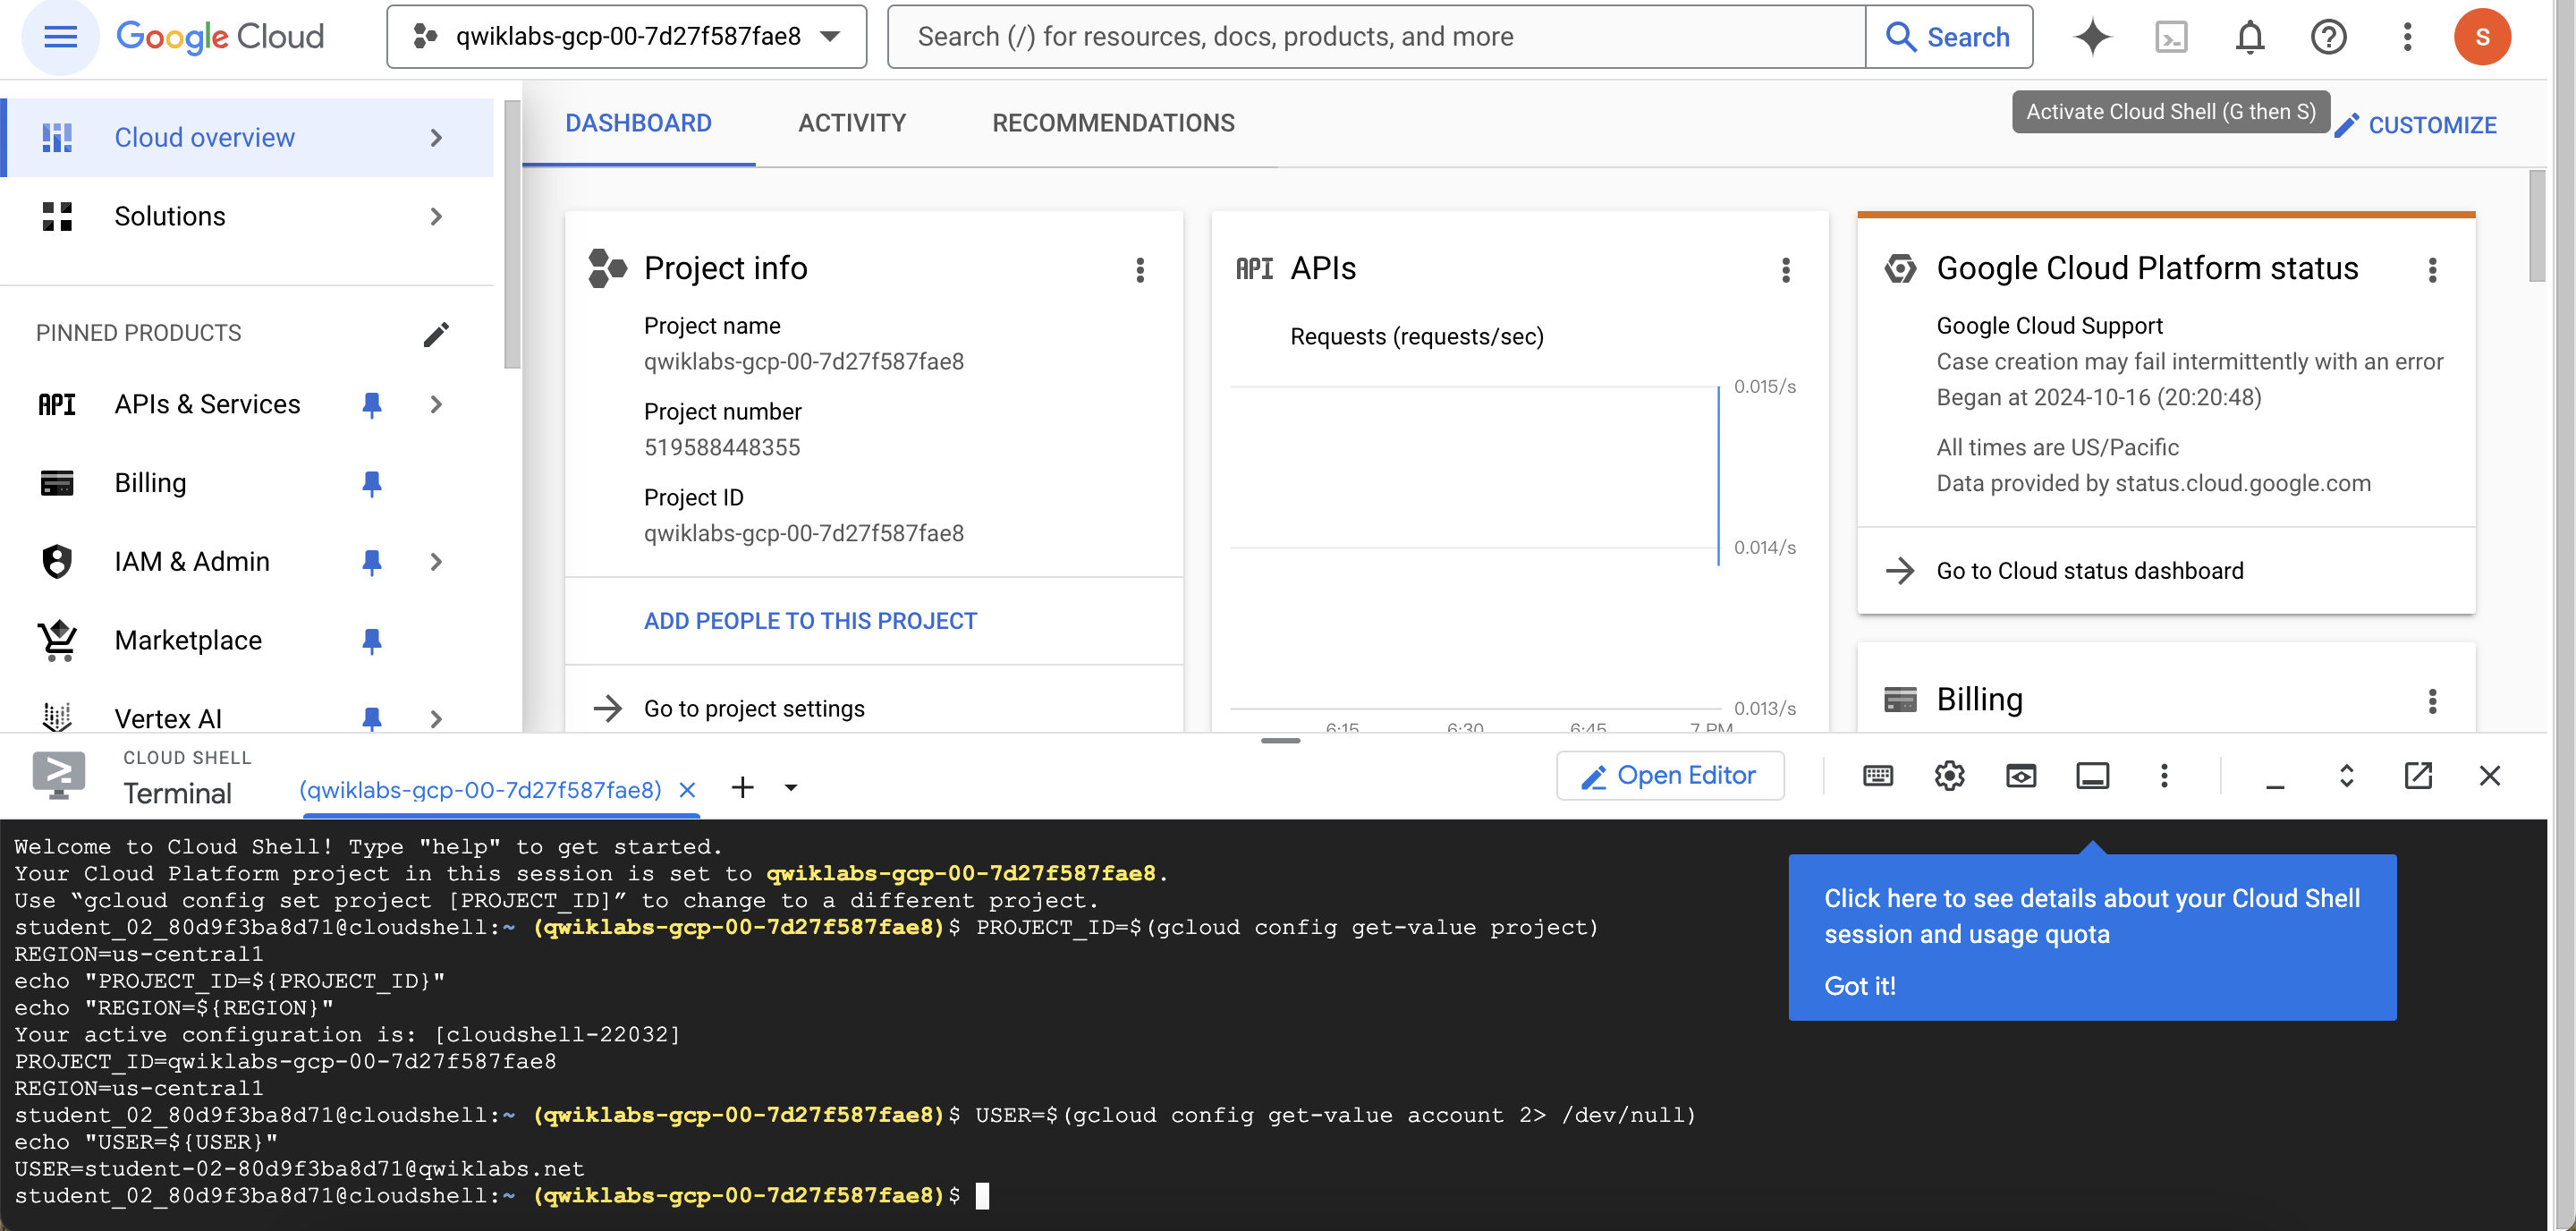 Google Cloud
qwiklabs-gcp-00-7d27f587fae8
Search (/) for resources, docs, products, and more
Search
S
Cloud overview
Solutions
PINNED PRODUCTS
API APIs & Services
Billing
IAM & Admin
Marketplace
Vertex AI
DASHBOARD
ACTIVITY
RECOMMENDATIONS
Activate Cloud Shell (G then S)
CUSTOMIZE
Project info
Project name
qwiklabs-gcp-00-7d27f587fae8
Project number
519588448355
Project ID
qwiklabs-gcp-00-7d27f587fae8
ADD PEOPLE TO THIS PROJECT
Go to project settings
API APIs
Requests (requests/sec)
0.015/s
0.014/s
0.013/s
6:15 6:30 6:45 7 PM
Google Cloud Platform status
Google Cloud Support
Case creation may fail intermittently with an error
Began at 2024-10-16 (20:20:48)
All times are US/Pacific
Data provided by status.cloud.google.com
Go to Cloud status dashboard
Billing
CLOUD SHELL
Terminal
(qwiklabs-gcp-00-7d27f587fae8)
Open Editor
Welcome to Cloud Shell! Type "help" to get started.
Your Cloud Platform project in this session is set to qwiklabs-gcp-00-7d27f587fae8.
Use “gcloud config set project [PROJECT_ID]” to change to a different project.
student_02_80d9f3ba8d71@cloudshell:~ (qwiklabs-gcp-00-7d27f587fae8)$ PROJECT_ID=$(gcloud config get-value project)
REGION=us-central1
echo "PROJECT_ID=${PROJECT_ID}"
echo "REGION=${REGION}"
Your active configuration is: [cloudshell-22032]
PROJECT_ID=qwiklabs-gcp-00-7d27f587fae8
REGION=us-central1
student_02_80d9f3ba8d71@cloudshell:~ (qwiklabs-gcp-00-7d27f587fae8)$ USER=$(gcloud config get-value account 2> /dev/null)
echo "USER=${USER}"
USER=student-02-80d9f3ba8d71@qwiklabs.net
student_02_80d9f3ba8d71@cloudshell:~ (qwiklabs-gcp-00-7d27f587fae8)$
Click here to see details about your Cloud Shell
session and usage quota
Got it!